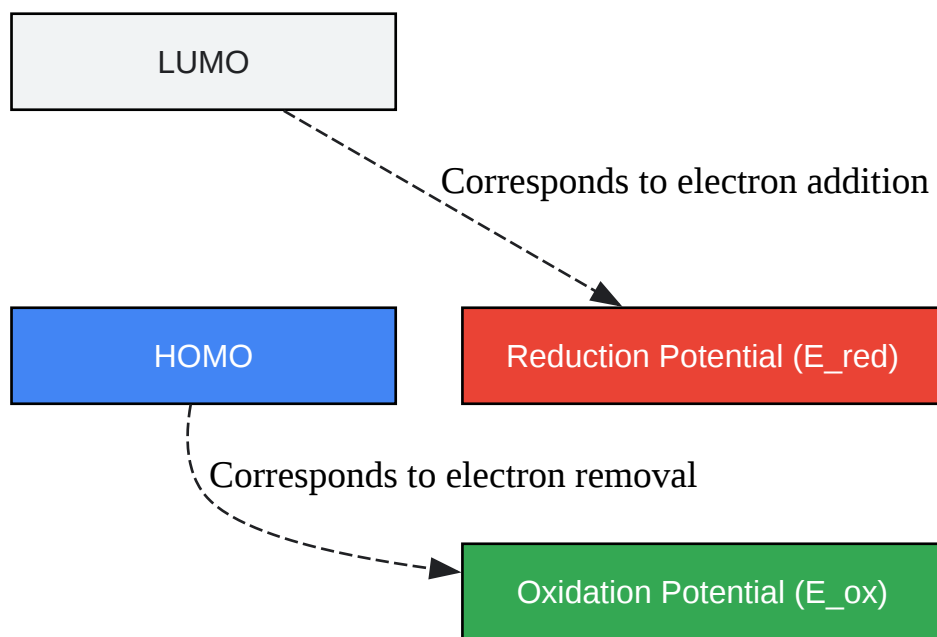 LUMO
Corresponds to electron addition
HOMO
Reduction Potential (E_red)
Corresponds to electron removal
Oxidation Potential (E_ox)